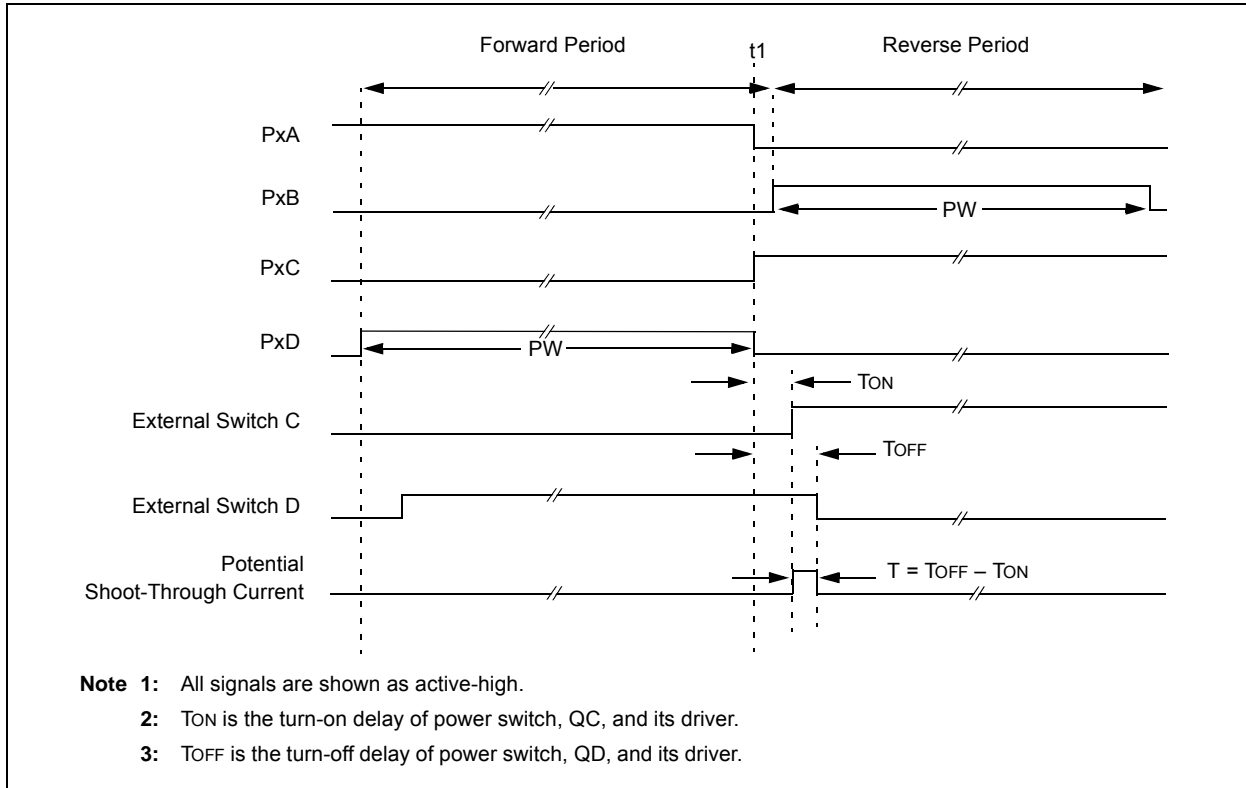 Forward Period
t1
Reverse Period
PxA
PxB
PW
PxC
PxD
PW
TON
External Switch C
TOFF
External Switch D
Potential
Shoot-Through Current
T = TOFF – TON
Note 1: All signals are shown as active-high.
2: TON is the turn-on delay of power switch, QC, and its driver.
3: TOFF is the turn-off delay of power switch, QD, and its driver.